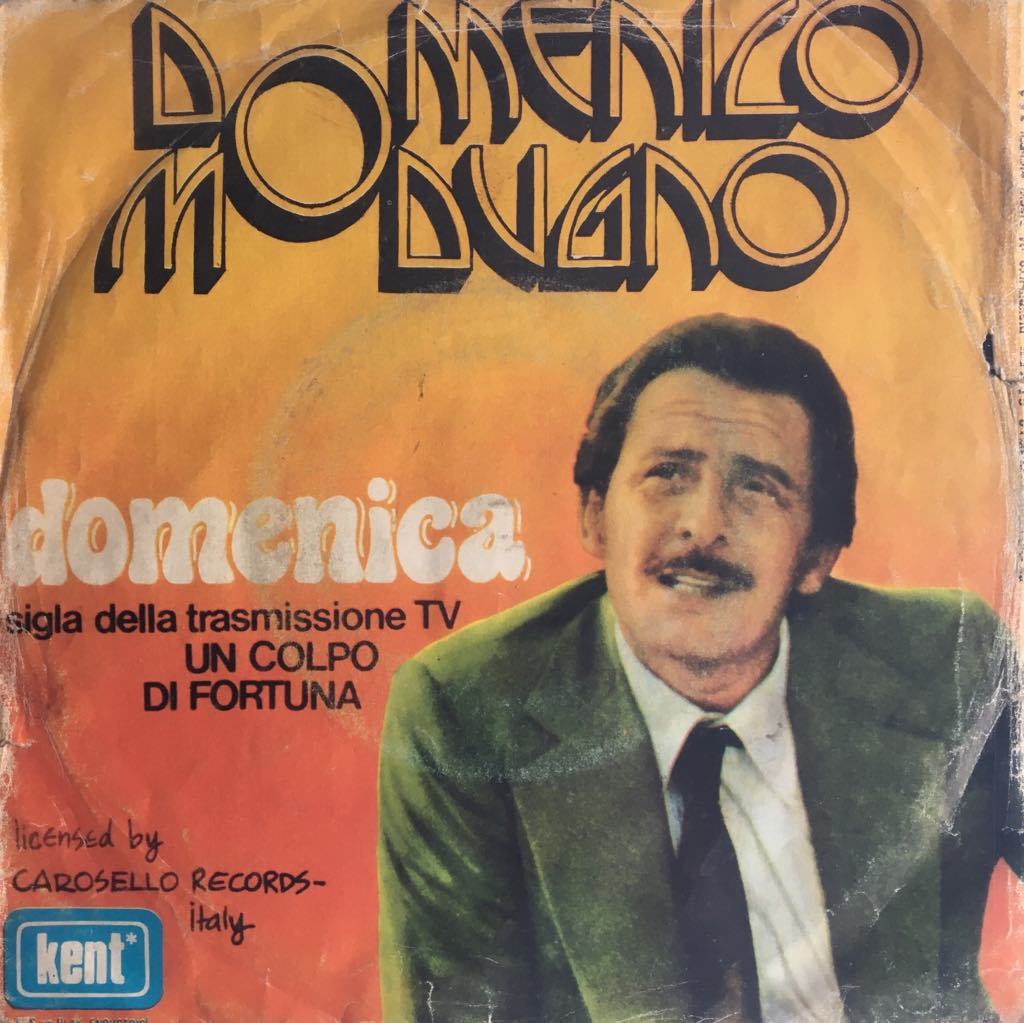 DOMENICO
MODUGNO
domenica
sigla della trasmissione TV
UN COLPO
DI FORTUNA
licensed by
CAROSELLO RECORDS-
italy
kent*